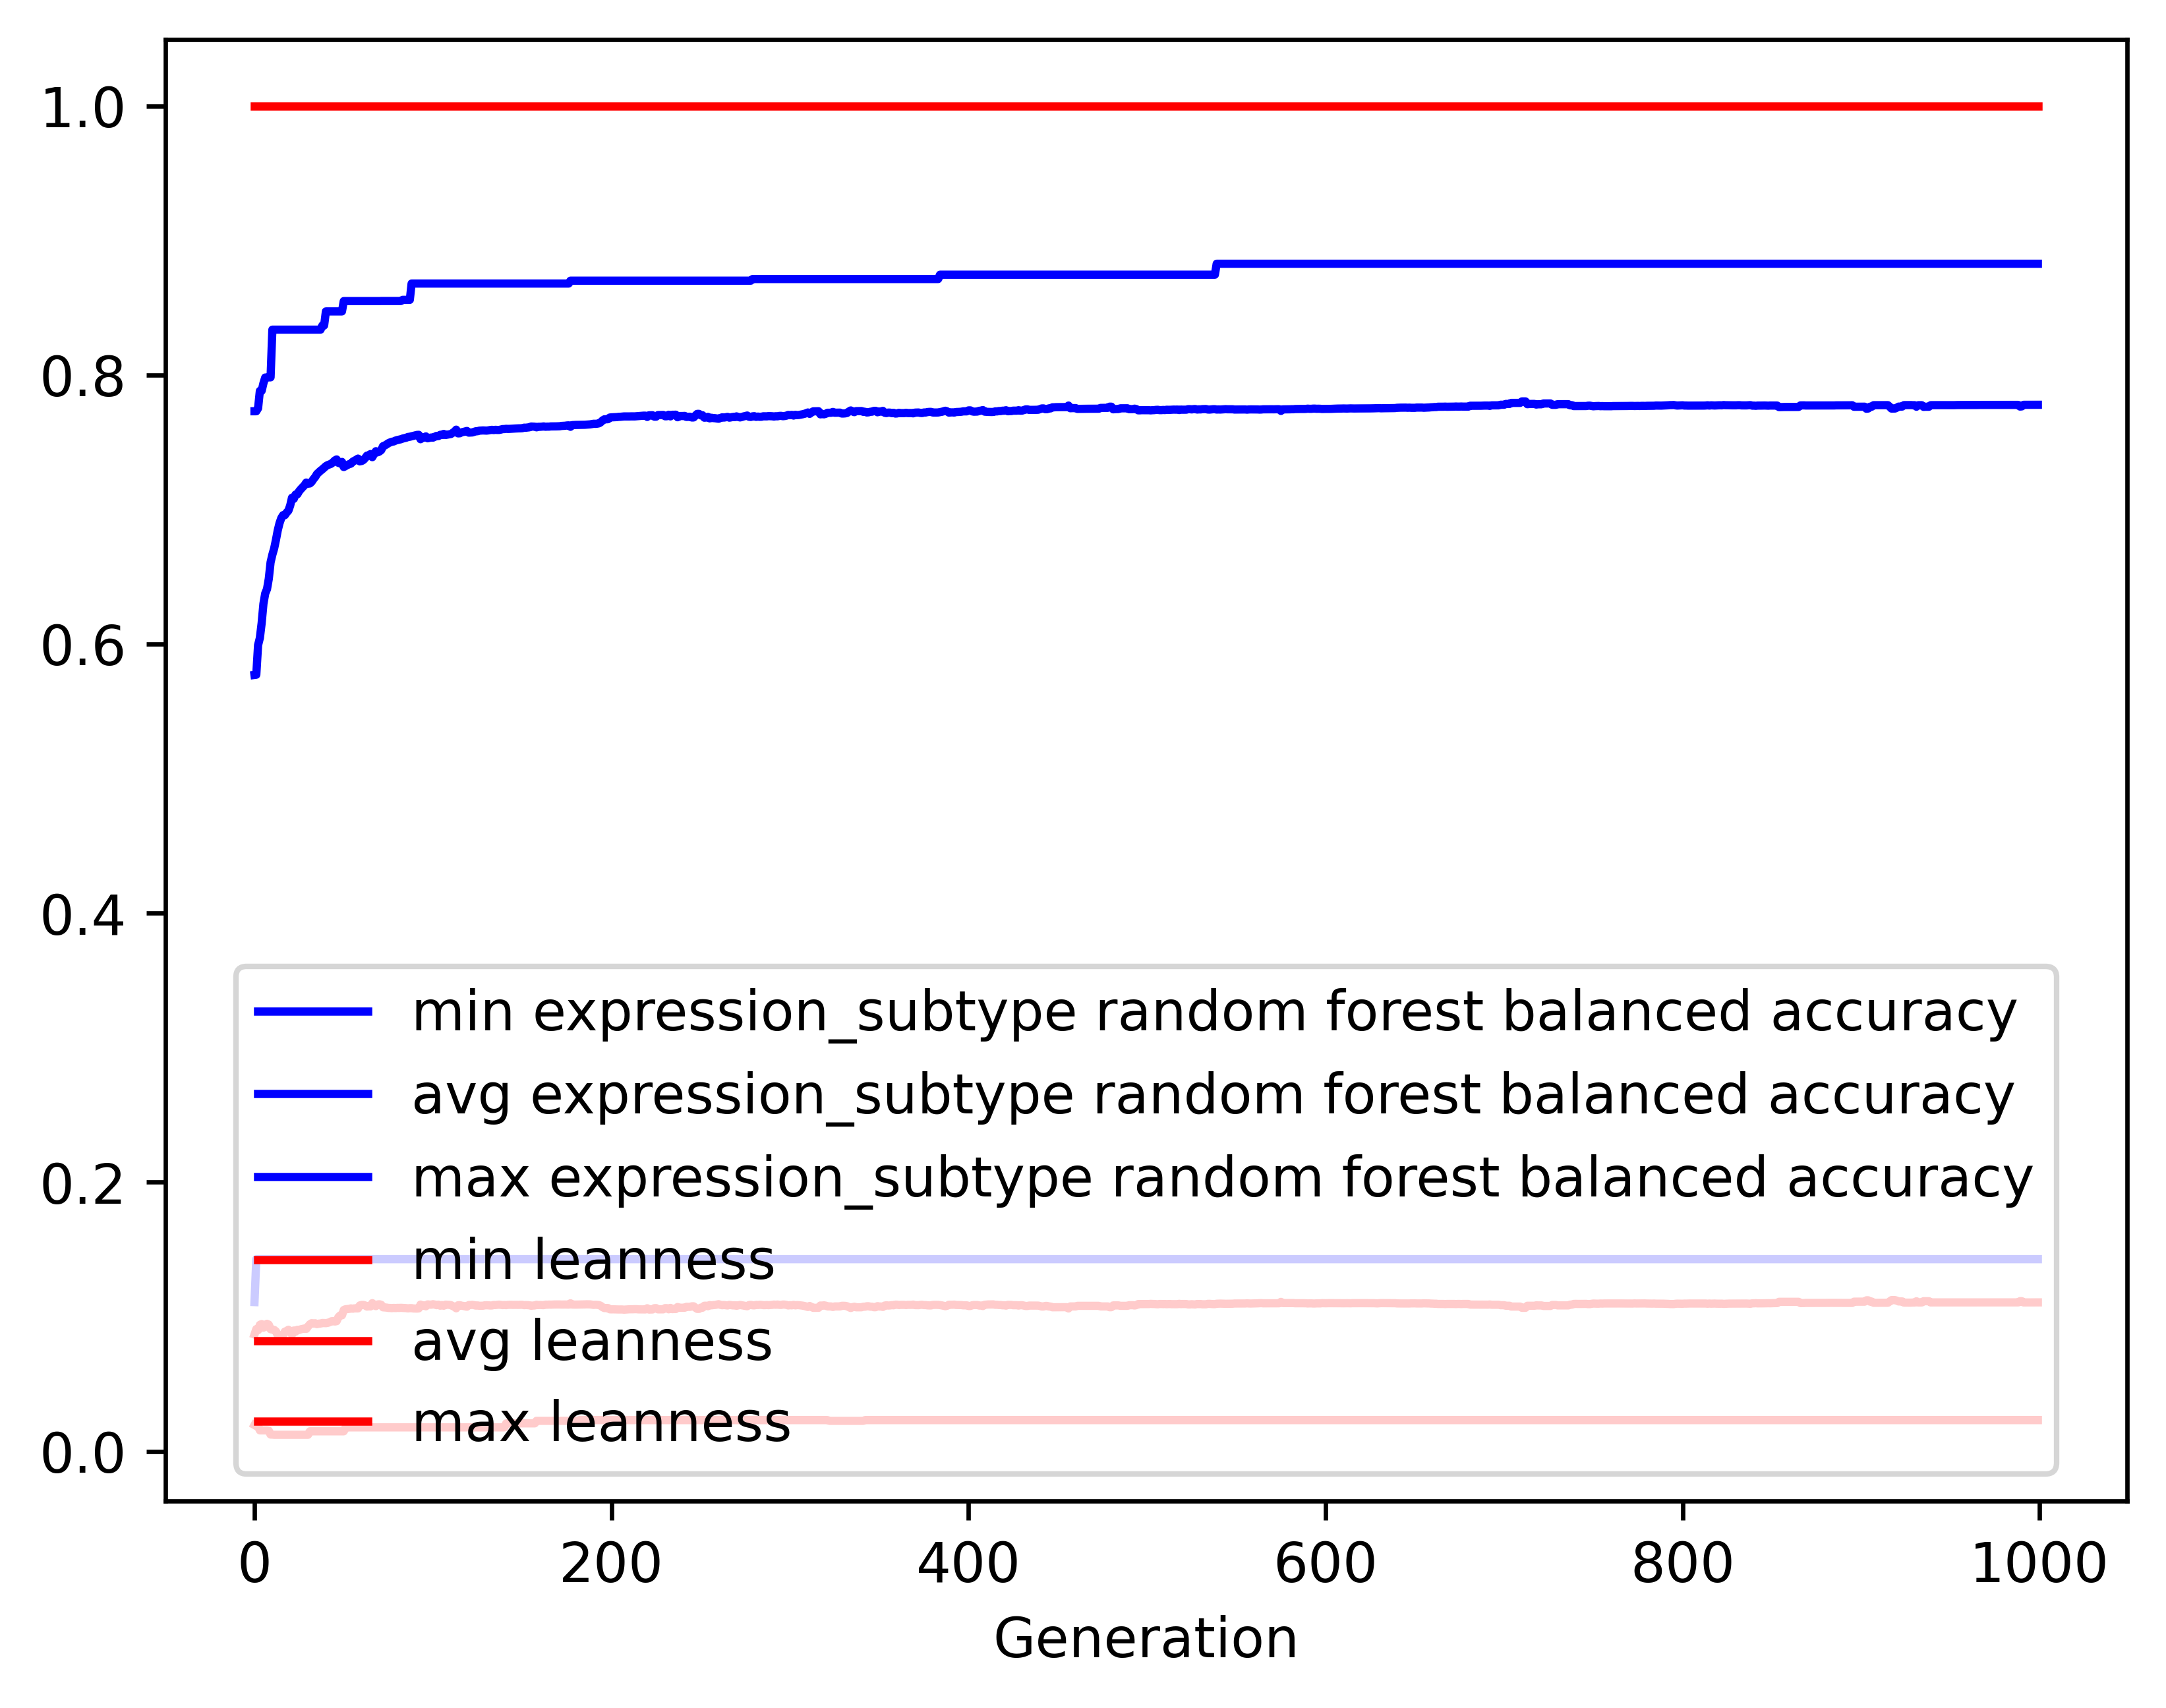 1.0
0.8
0.6
0.4
0.2
0.0
min expression_subtype random forest balanced accuracy
avg expression_subtype random forest balanced accuracy
max expression_subtype random forest balanced accuracy
min leanness
avg leanness
max leanness
0 200 400 600 800 1000
Generation